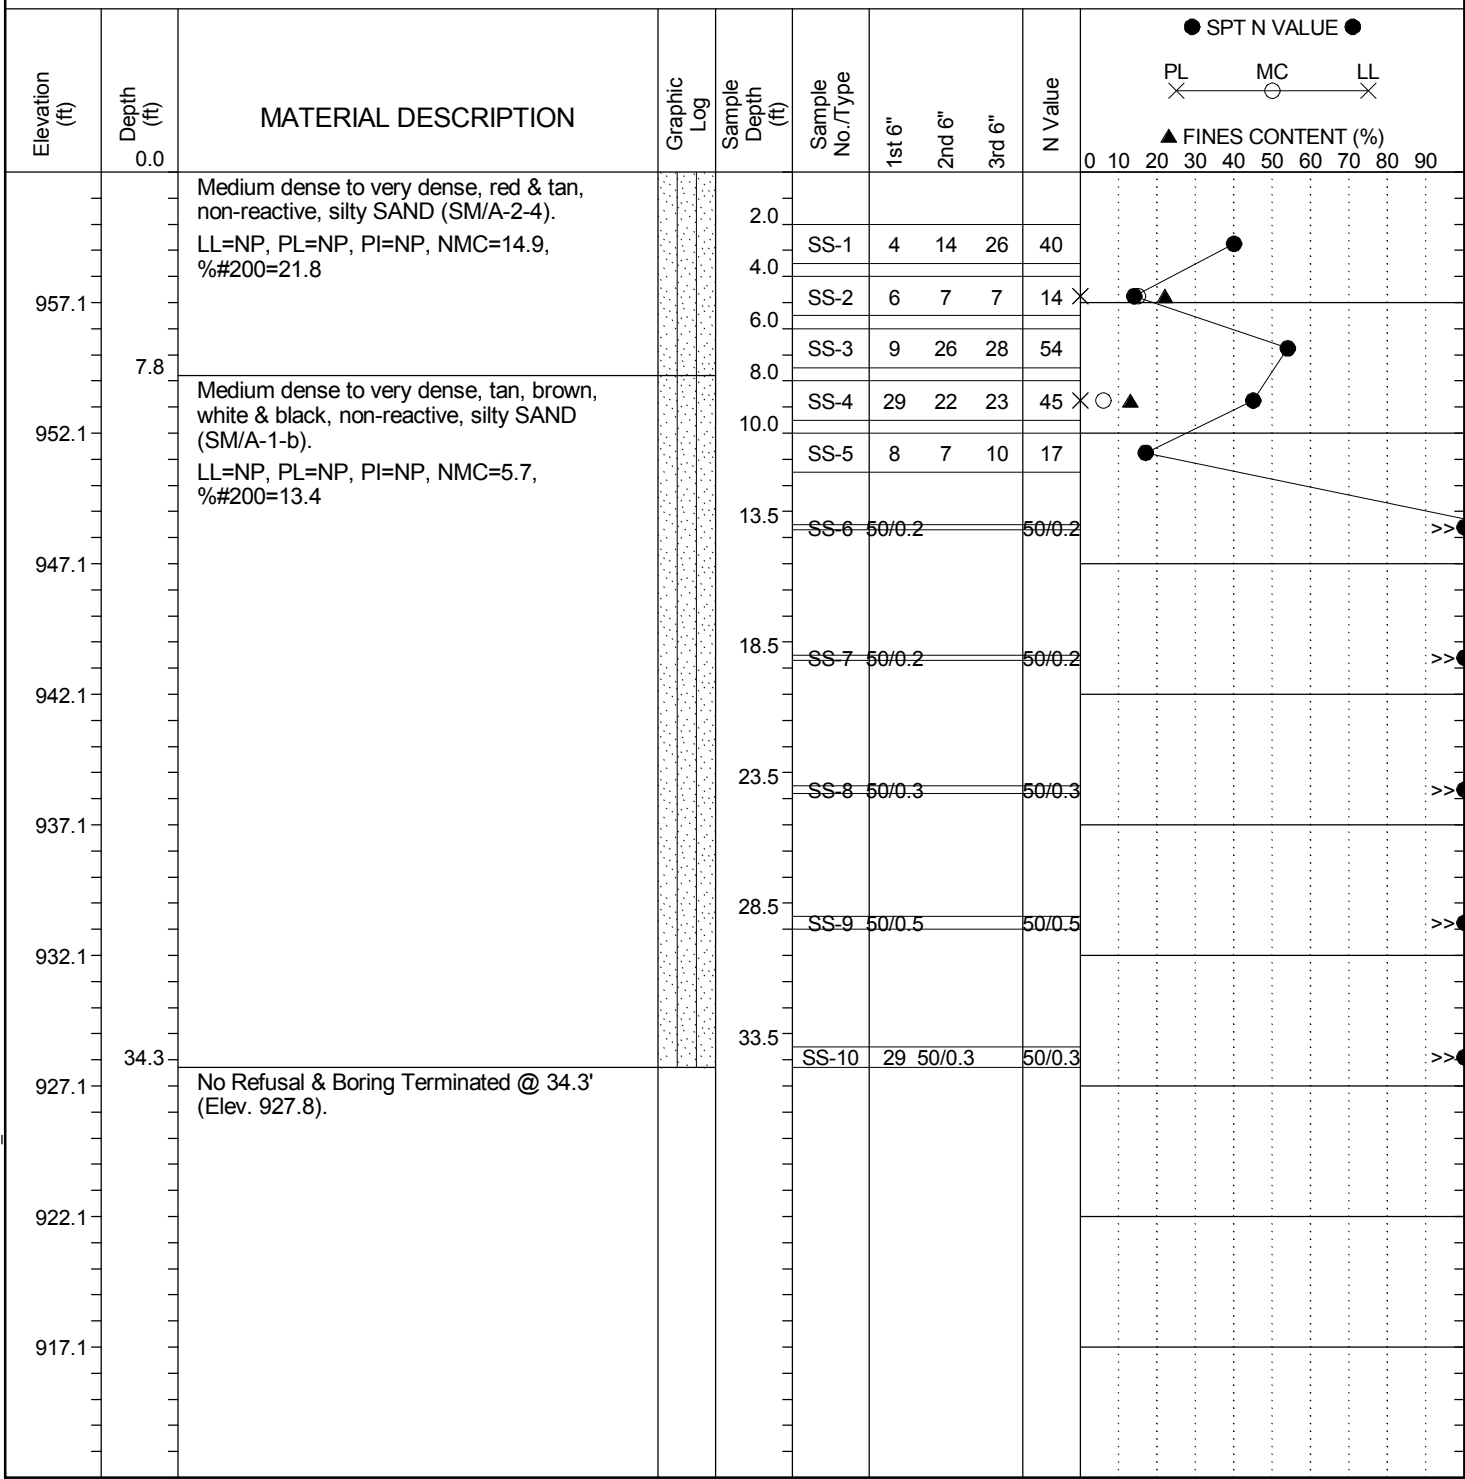 ● SPT N VALUE ●
PL MC LL
▲ FINES CONTENT (%)
0 10 20 30 40 50 60 70 80 90
Elevation
(ft)
Depth
(ft)
0.0
MATERIAL DESCRIPTION
Graphic
Log
Sample
Depth
(ft)
Sample
No./Type
1st 6"
2nd 6"
3rd 6"
N Value
Medium dense to very dense, red & tan,
non-reactive, silty SAND (SM/A-2-4).
LL=NP, PL=NP, PI=NP, NMC=14.9,
%#200=21.8
2.0
SS-1 4 14 26 40
4.0
957.1
SS-2 6 7 7 14
6.0
SS-3 9 26 28 54
7.8
8.0
Medium dense to very dense, tan, brown,
white & black, non-reactive, silty SAND
(SM/A-1-b).
LL=NP, PL=NP, PI=NP, NMC=5.7,
%#200=13.4
SS-4 29 22 23 45
10.0
952.1
SS-5 8 7 10 17
13.5
SS-6 50/0.2 50/0.2 >>
947.1
18.5
SS-7 50/0.2 50/0.2 >>
942.1
23.5
SS-8 50/0.3 50/0.3 >>
937.1
28.5
SS-9 50/0.5 50/0.5 >>
932.1
33.5
34.3
SS-10 29 50/0.3 50/0.3 >>
927.1
No Refusal & Boring Terminated @ 34.3'
(Elev. 927.8).
922.1
917.1